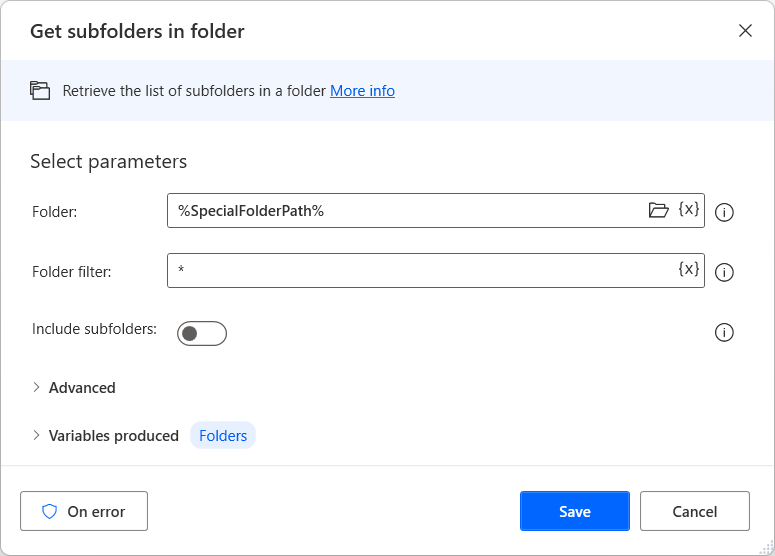 Get subfolders in folder
Retrieve the list of subfolders in a folder More info
Select parameters
Folder: %SpecialFolderPath% {x}
Folder filter: * {x}
Include subfolders:
Advanced
Variables produced Folders
On error Save Cancel